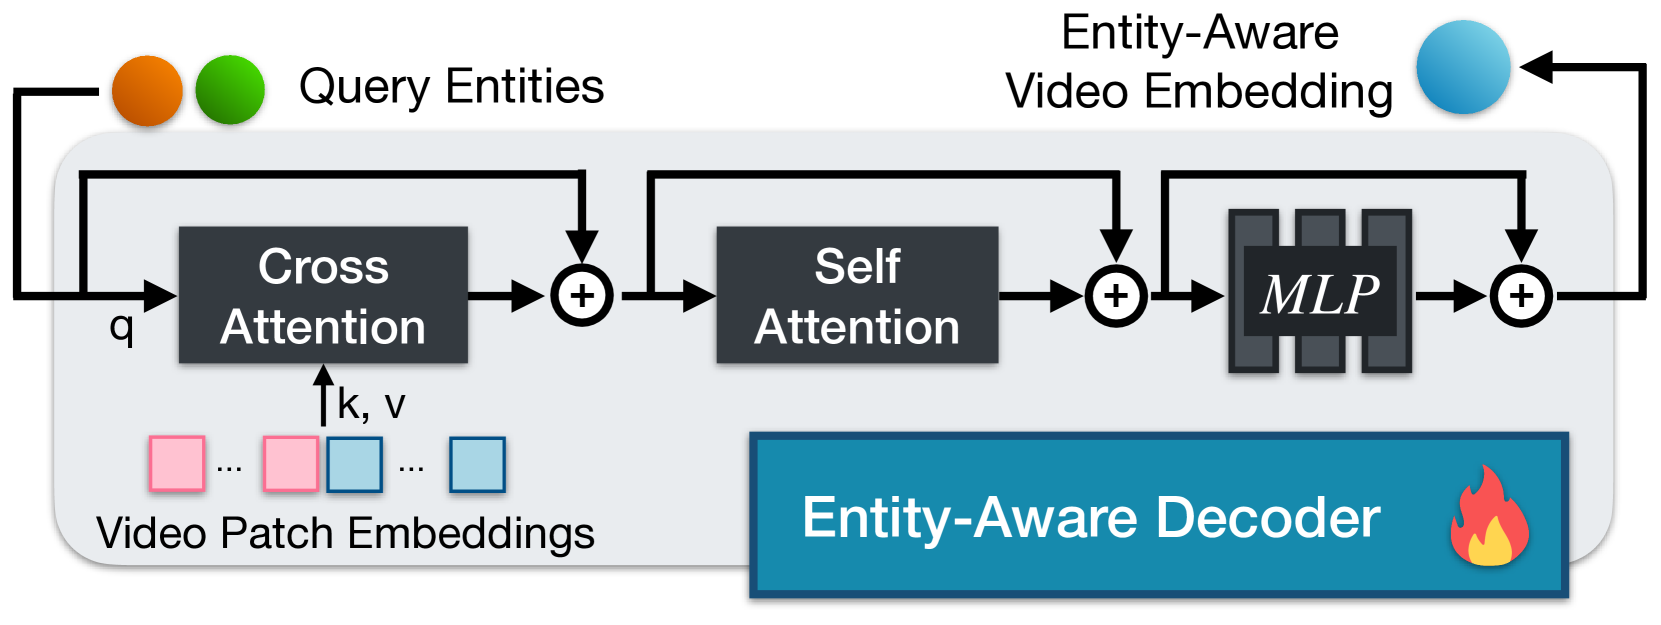 Query Entities
Entity-Aware
Video Embedding
Cross
Attention
+
Self
Attention
+
MLP
+
q
k, v
... ...
Video Patch Embeddings
Entity-Aware Decoder